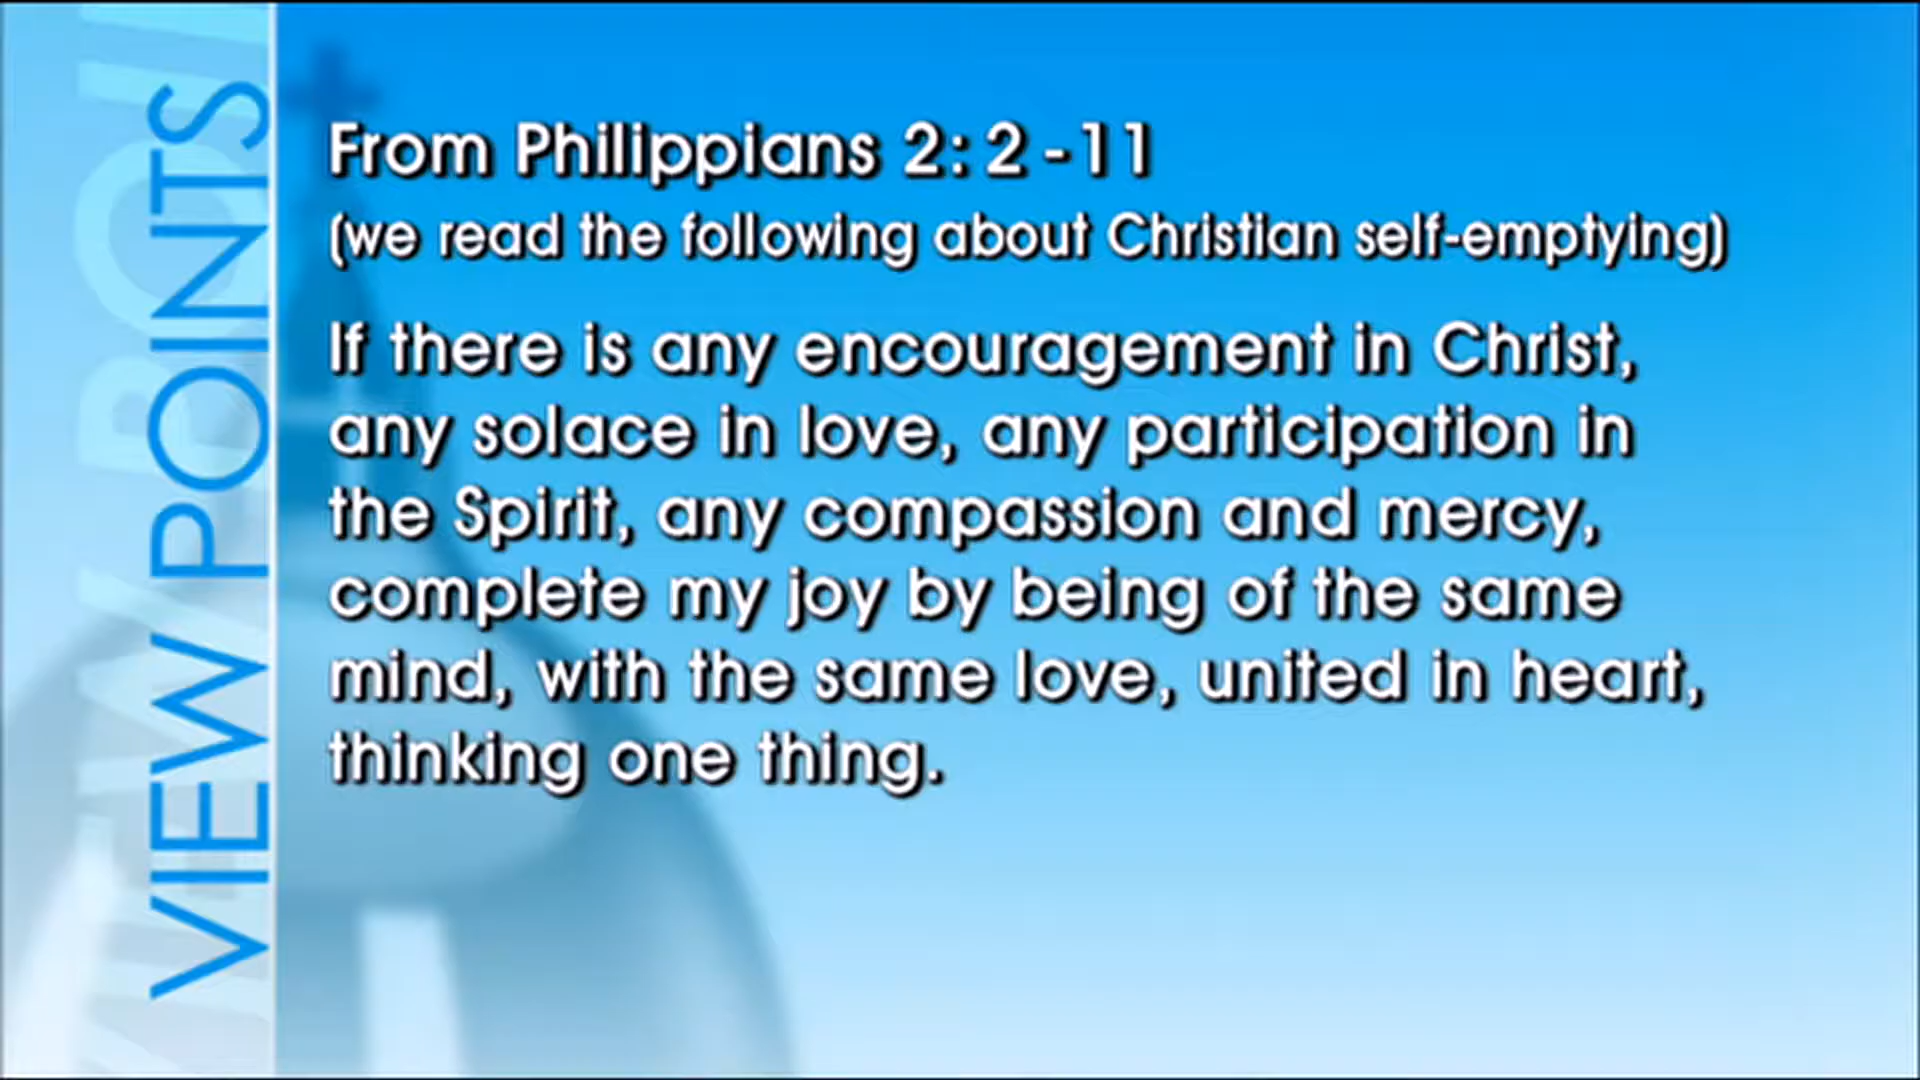 VIEW POINTS
From Philippians 2: 2 -11
(we read the following about Christian self-emptying)
If there is any encouragement in Christ,
any solace in love, any participation in
the Spirit, any compassion and mercy,
complete my joy by being of the same
mind, with the same love, united in heart,
thinking one thing.